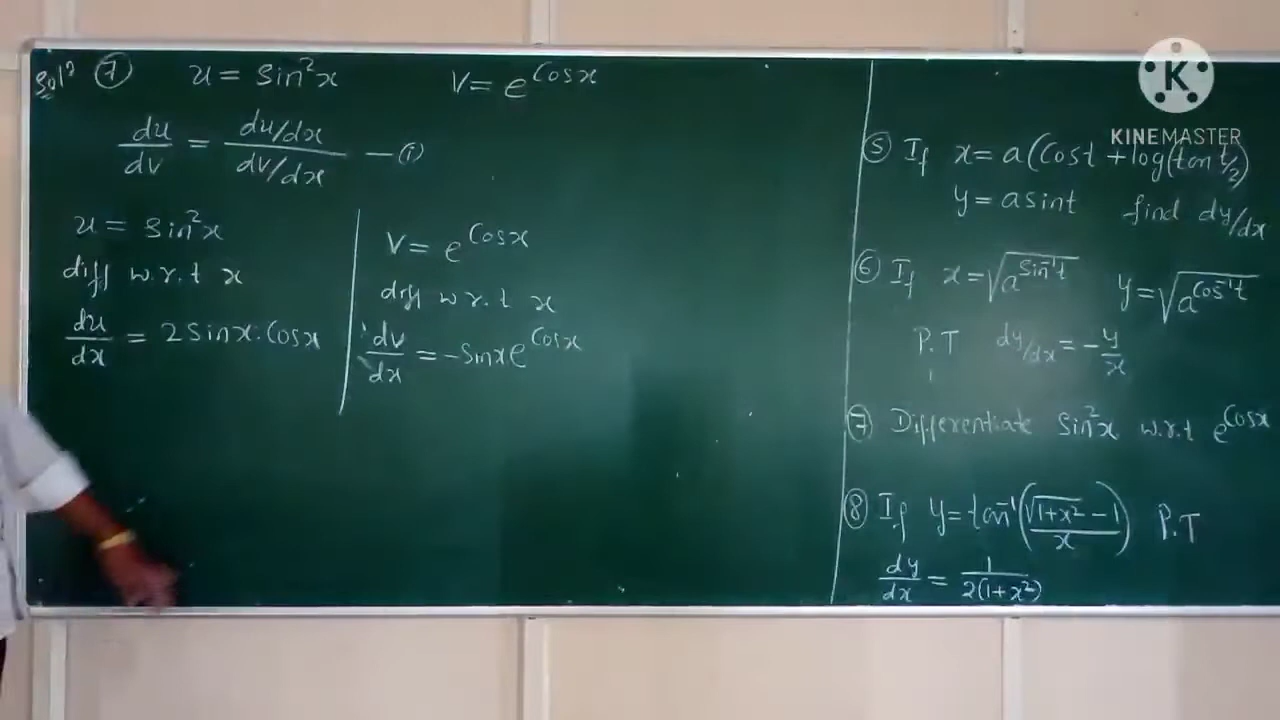 Solⁿ ⑦ u = Sin²x V = e^Cosx
du/dv = (du/dx)/(dv/dx) —(i)
u = Sin²x
diff w.r.t x
du/dx = 2 Sinx·Cosx
V = e^Cosx
diff w.r.t x
dv/dx = -Sinx e^Cosx
K
KINEMASTER
⑤ If x = a(Cost + log(tan t/2)
y = a sint find dy/dx
⑥ If x = √(a^(Sin⁻¹t)) y = √(a^(Cos⁻¹t))
P.T dy/dx = -y/x
⑦ Differentiate Sin²x w.r.t e^Cosx
⑧ If y = tan⁻¹((√(1+x²) - 1)/x) P.T
dy/dx = 1/(2(1+x²))